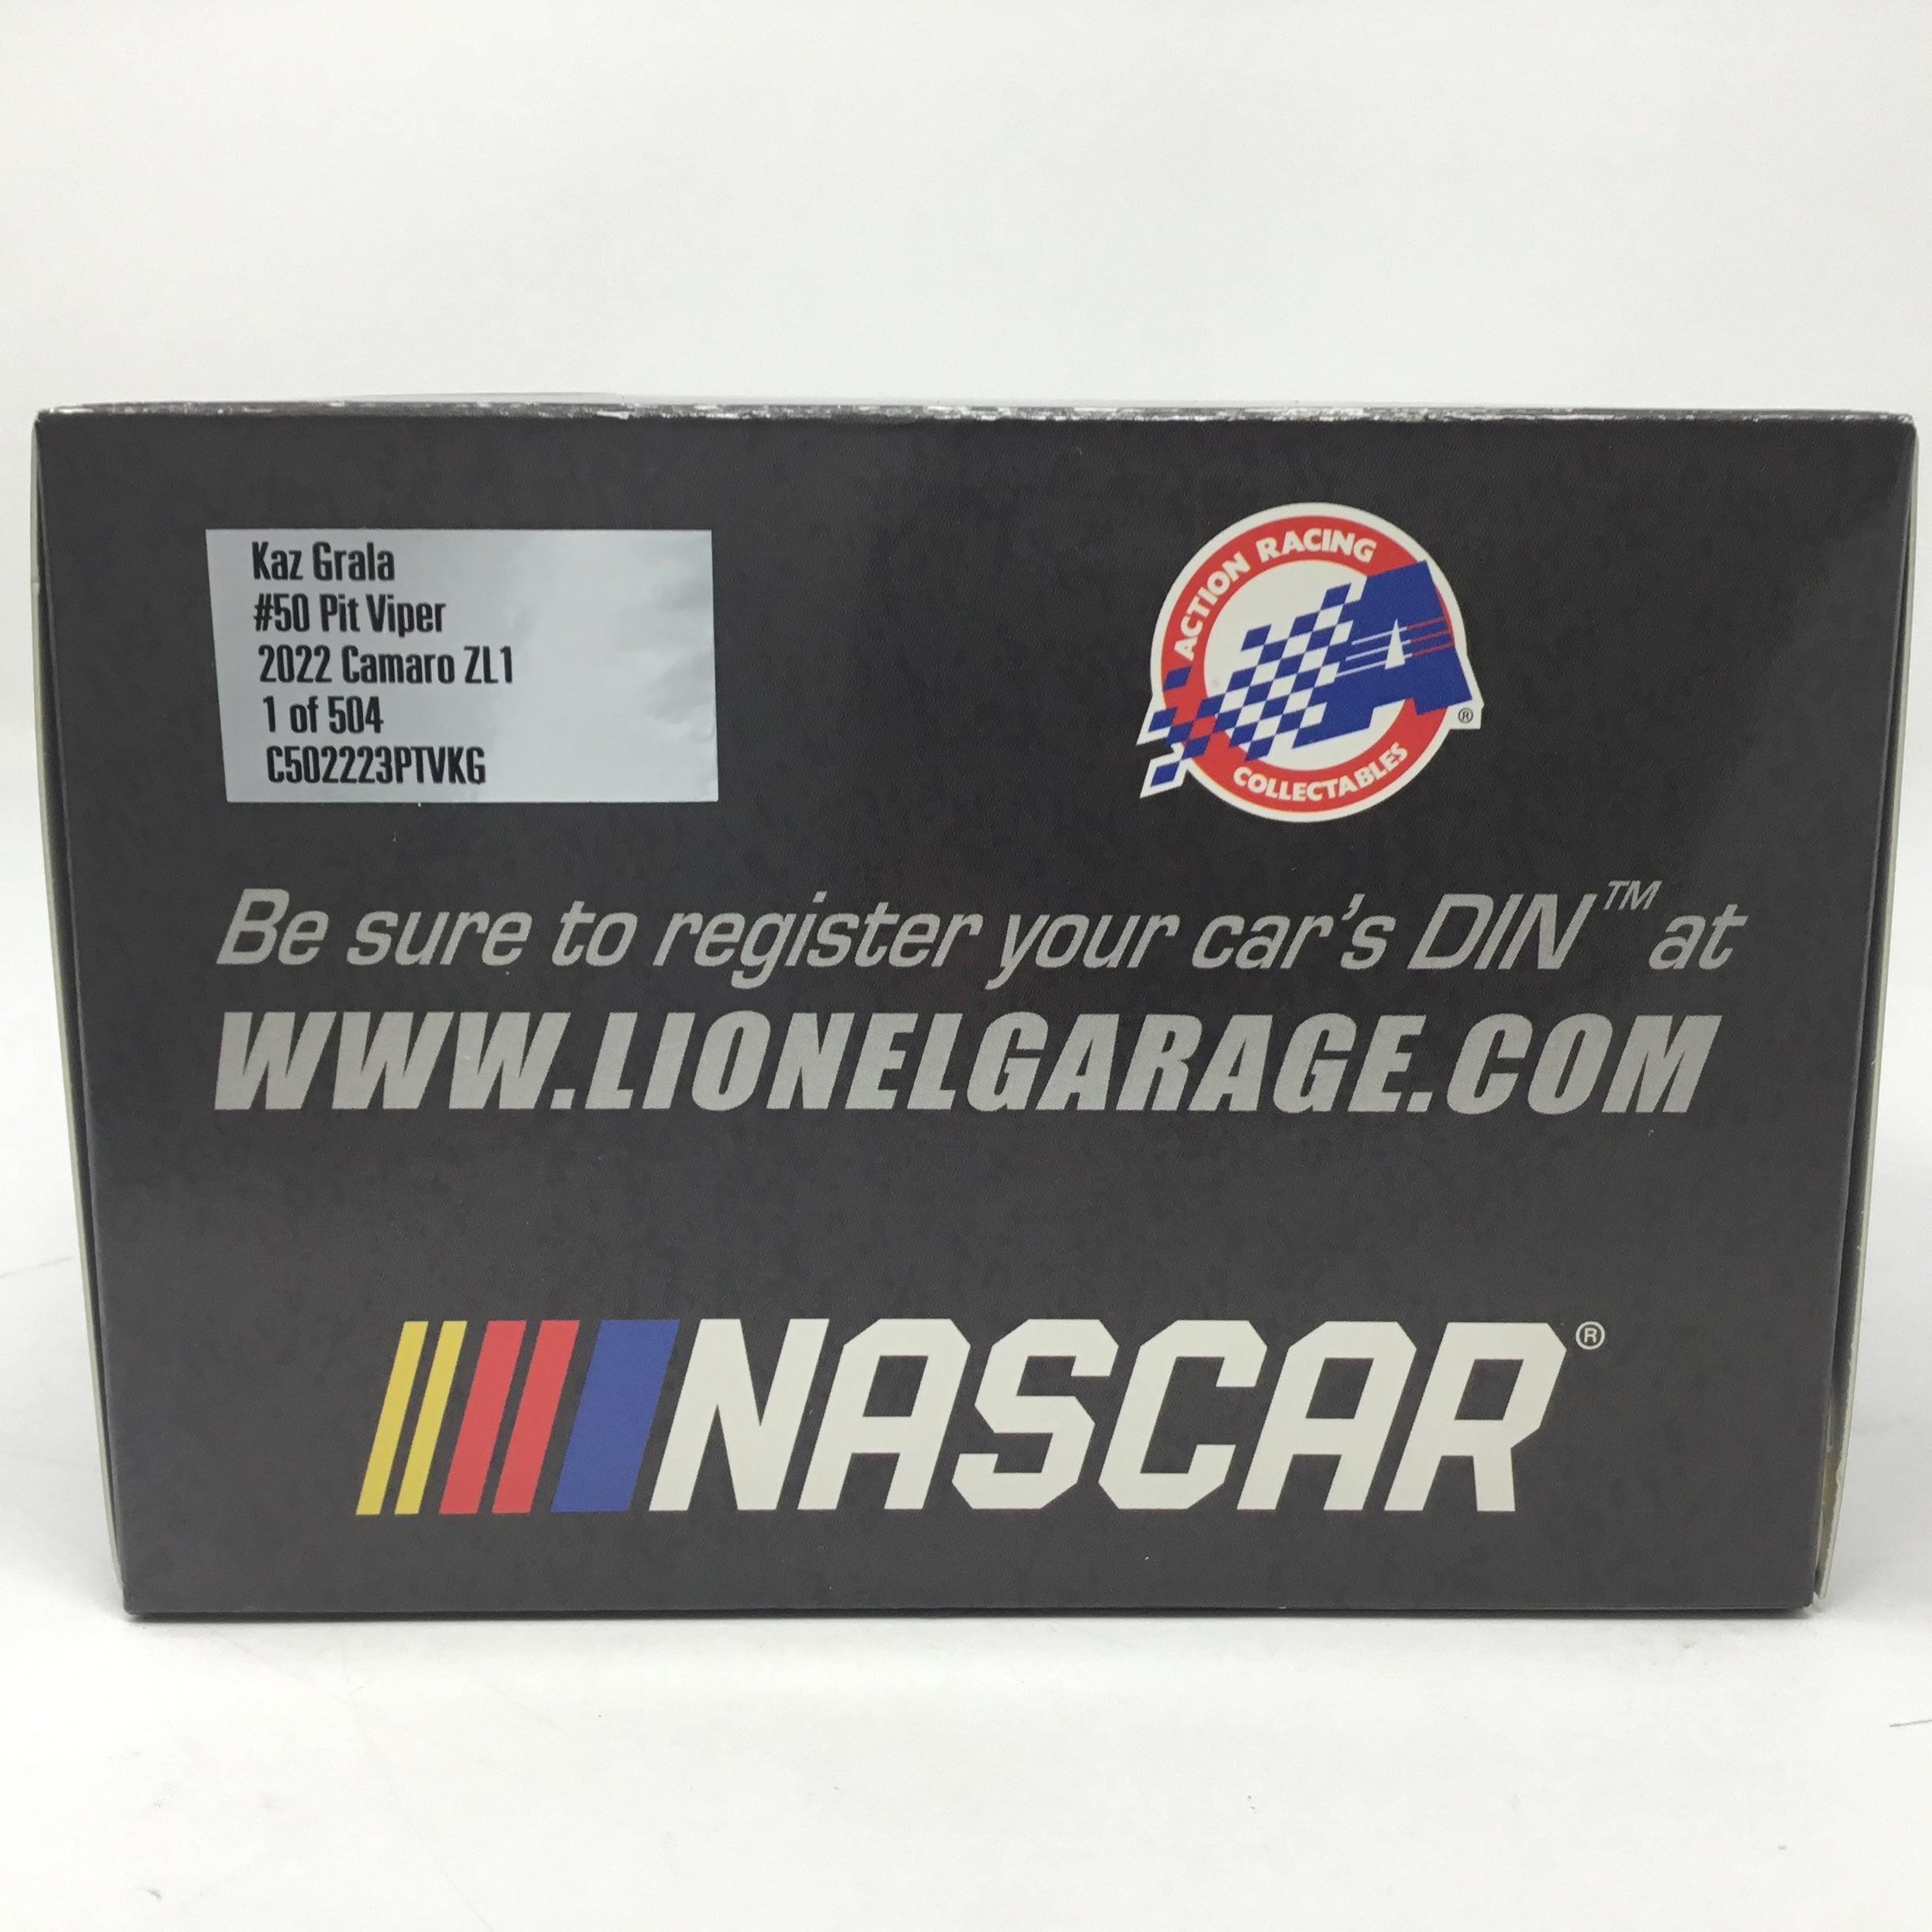 Kaz Grala
#50 Pit Viper
2022 Camaro ZL1
1 of 504
C502223PTVKG
ACTION RACING
A ®
COLLECTABLES
Be sure to register your car's DIN™ at
WWW.LIONELGARAGE.COM
NASCAR®